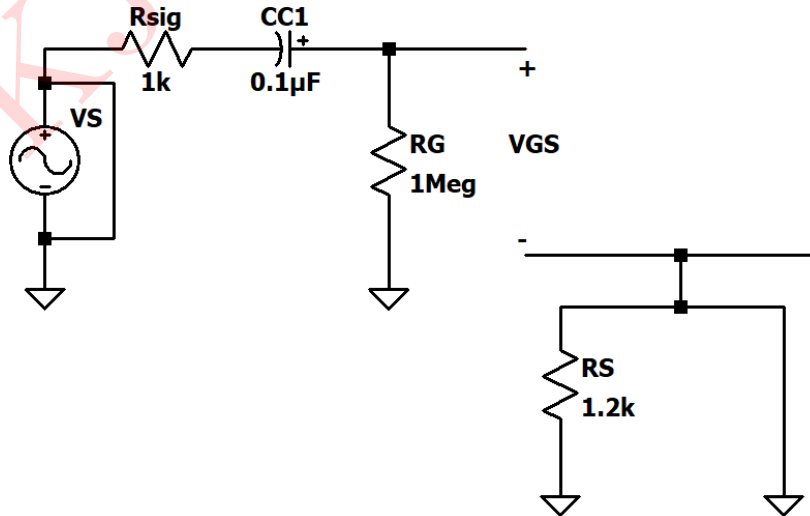 Rsig
1k
CC1
+
0.1µF
VS
+
-
RG
1Meg
+
VGS
-
RS
1.2k